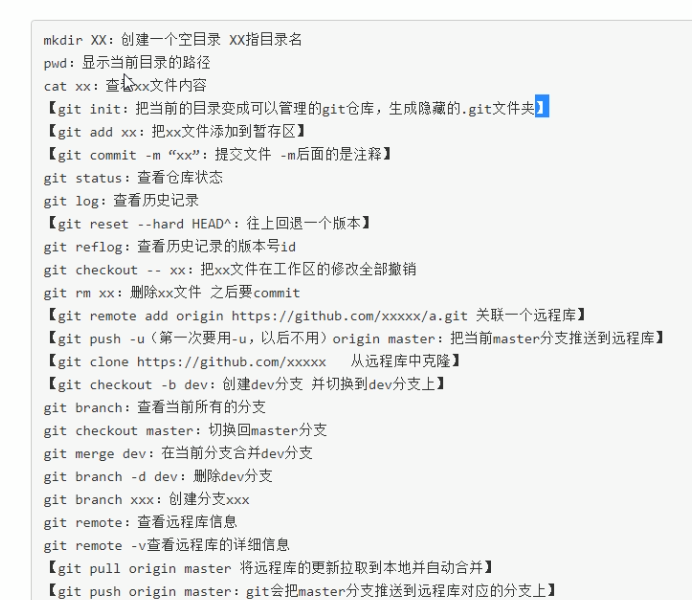 mkdir XX：创建一个空目录 XX指目录名
pwd：显示当前目录的路径
cat xx：查看xx文件内容
【git init：把当前的目录变成可以管理的git仓库，生成隐藏的.git文件夹】
【git add xx：把xx文件添加到暂存区】
【git commit -m “xx”：提交文件 -m后面的是注释】
git status：查看仓库状态
git log：查看历史记录
【git reset --hard HEAD^：往上回退一个版本】
git reflog：查看历史记录的版本号id
git checkout -- xx：把xx文件在工作区的修改全部撤销
git rm xx：删除xx文件 之后要commit
【git remote add origin https://github.com/xxxxx/a.git 关联一个远程库】
【git push -u（第一次要用-u，以后不用）origin master：把当前master分支推送到远程库】
【git clone https://github.com/xxxxx   从远程库中克隆】
【git checkout -b dev：创建dev分支 并切换到dev分支上】
git branch：查看当前所有的分支
git checkout master：切换回master分支
git merge dev：在当前分支合并dev分支
git branch -d dev：删除dev分支
git branch xxx：创建分支xxx
git remote：查看远程库信息
git remote -v查看远程库的详细信息
【git pull origin master 将远程库的更新拉取到本地并自动合并】
【git push origin master：git会把master分支推送到远程库对应的分支上】